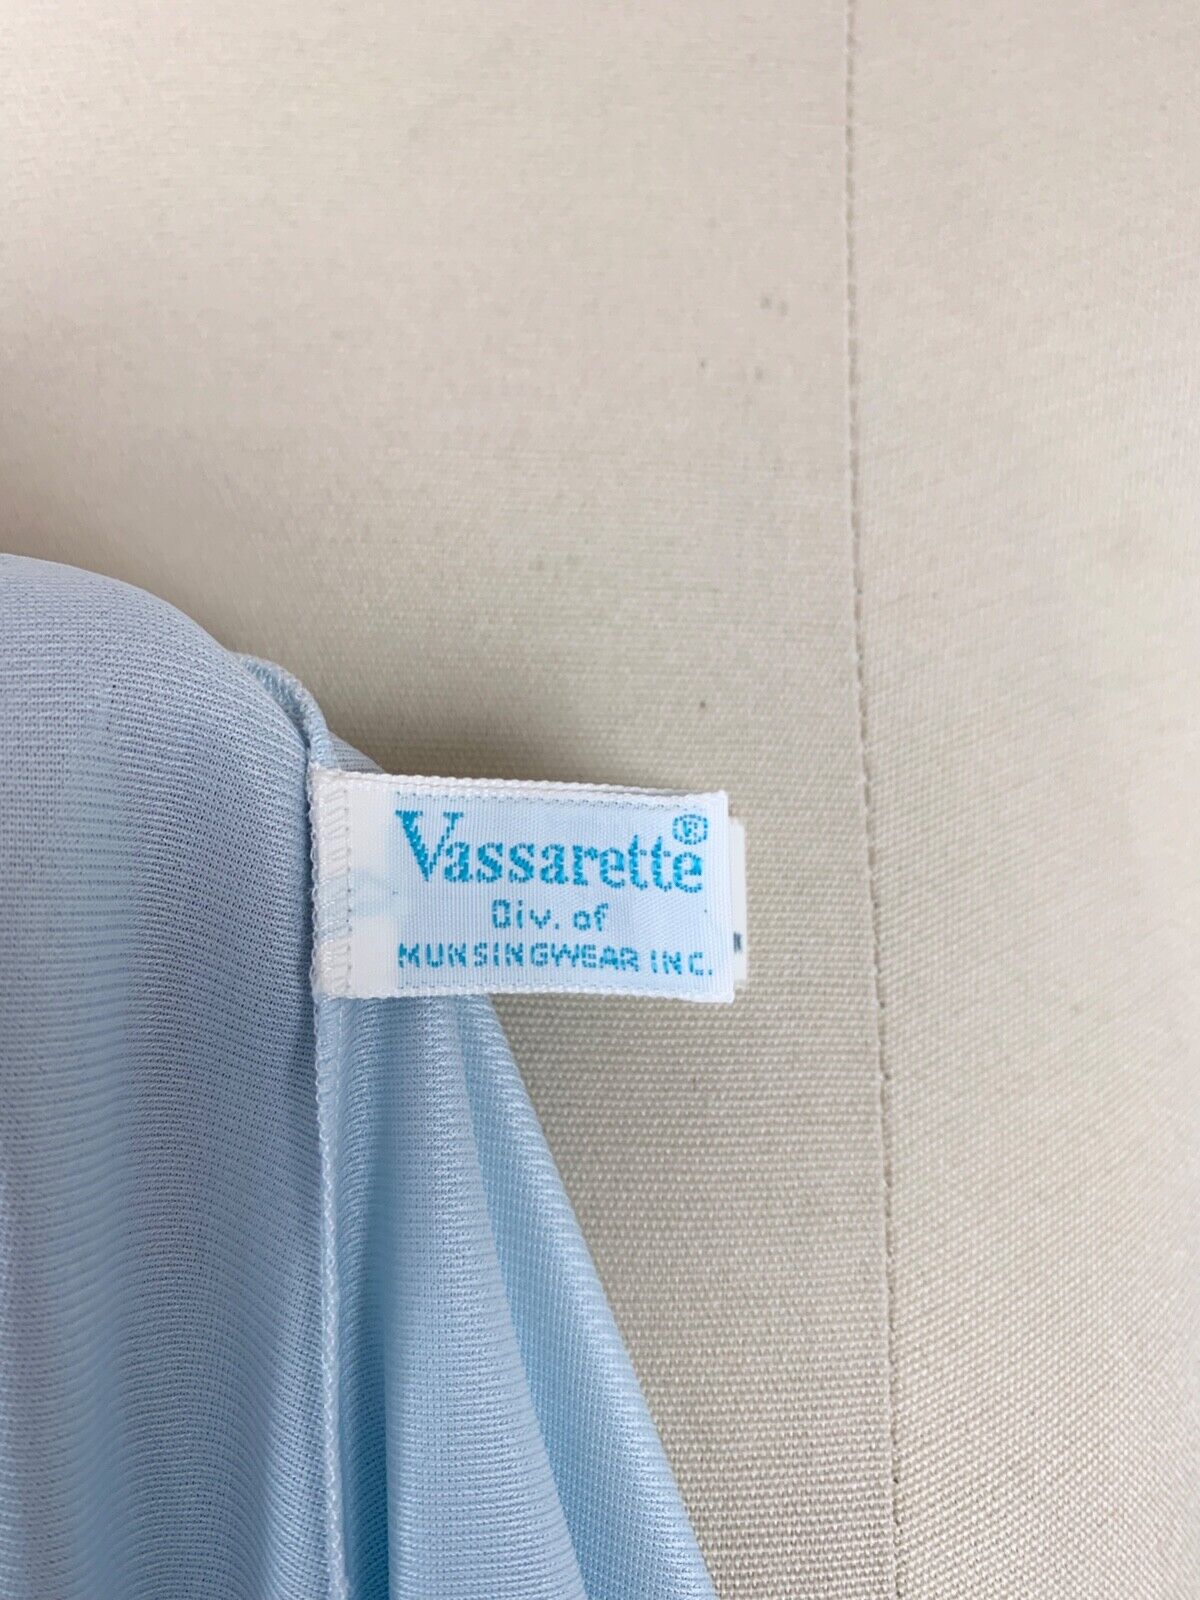 Vassarette®
Div. of
MUNSINGWEAR INC.